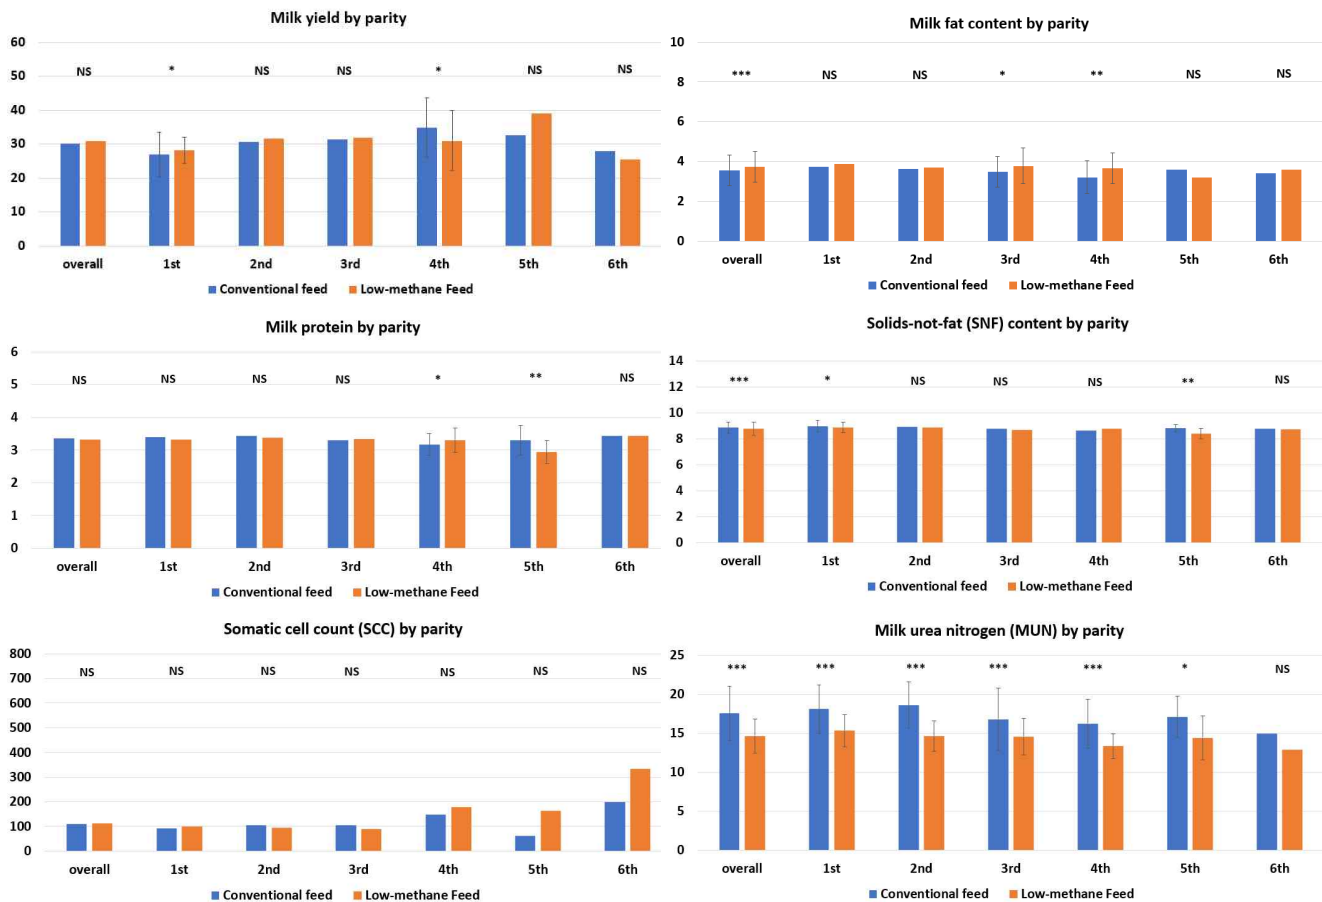 Milk yield by parity
60
50
40
30
20
10
0
NS * NS NS * NS NS
overall 1st 2nd 3rd 4th 5th 6th
Conventional feed Low-methane Feed
Milk fat content by parity
10
8
6
4
2
0
*** NS NS * ** NS NS
overall 1st 2nd 3rd 4th 5th 6th
Conventional feed Low-methane Feed
Milk protein by parity
6
5
4
3
2
1
0
NS NS NS NS * ** NS
overall 1st 2nd 3rd 4th 5th 6th
Conventional feed Low-methane Feed
Solids-not-fat (SNF) content by parity
14
12
10
8
6
4
2
0
*** * NS NS NS ** NS
overall 1st 2nd 3rd 4th 5th 6th
Conventional feed Low-methane Feed
Somatic cell count (SCC) by parity
800
700
600
500
400
300
200
100
0
NS NS NS NS NS NS NS
overall 1st 2nd 3rd 4th 5th 6th
Conventional feed Low-methane Feed
Milk urea nitrogen (MUN) by parity
25
20
15
10
5
0
*** *** *** *** *** * NS
overall 1st 2nd 3rd 4th 5th 6th
Conventional feed Low-methane Feed